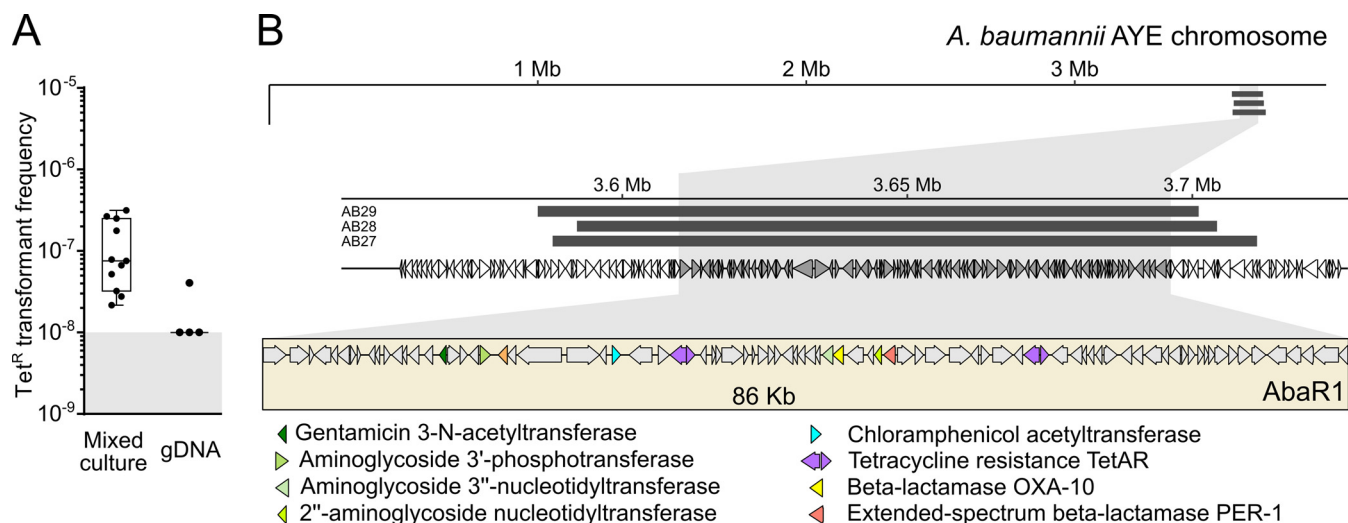 A
B
A. baumannii AYE chromosome
1 Mb
2 Mb
3 Mb
10-5
10-6
10-7
10-8
10-9
TetR transformant frequency
Mixed culture
gDNA
3.6 Mb
3.65 Mb
3.7 Mb
AB29
AB28
AB27
86 Kb
AbaR1
Gentamicin 3-N-acetyltransferase
Aminoglycoside 3'-phosphotransferase
Aminoglycoside 3''-nucleotidyltransferase
2''-aminoglycoside nucleotidyltransferase
Chloramphenicol acetyltransferase
Tetracycline resistance TetAR
Beta-lactamase OXA-10
Extended-spectrum beta-lactamase PER-1